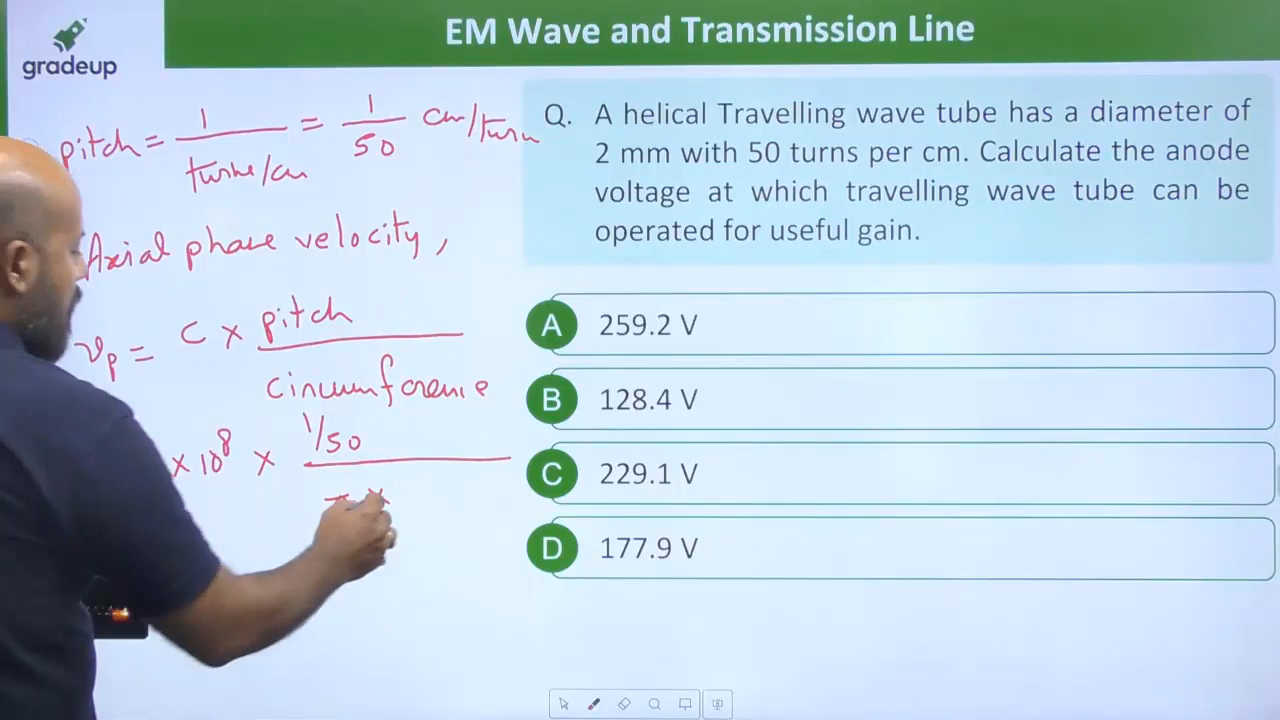 gradeup
EM Wave and Transmission Line
pitch = 1 / turns/cm = 1/50 cm/turn
Axial phase velocity,
vp = C × pitch / circumference
× 10^8 × 1/50 / π ×
Q. A helical Travelling wave tube has a diameter of
2 mm with 50 turns per cm. Calculate the anode
voltage at which travelling wave tube can be
operated for useful gain.
A 259.2 V
B 128.4 V
C 229.1 V
D 177.9 V